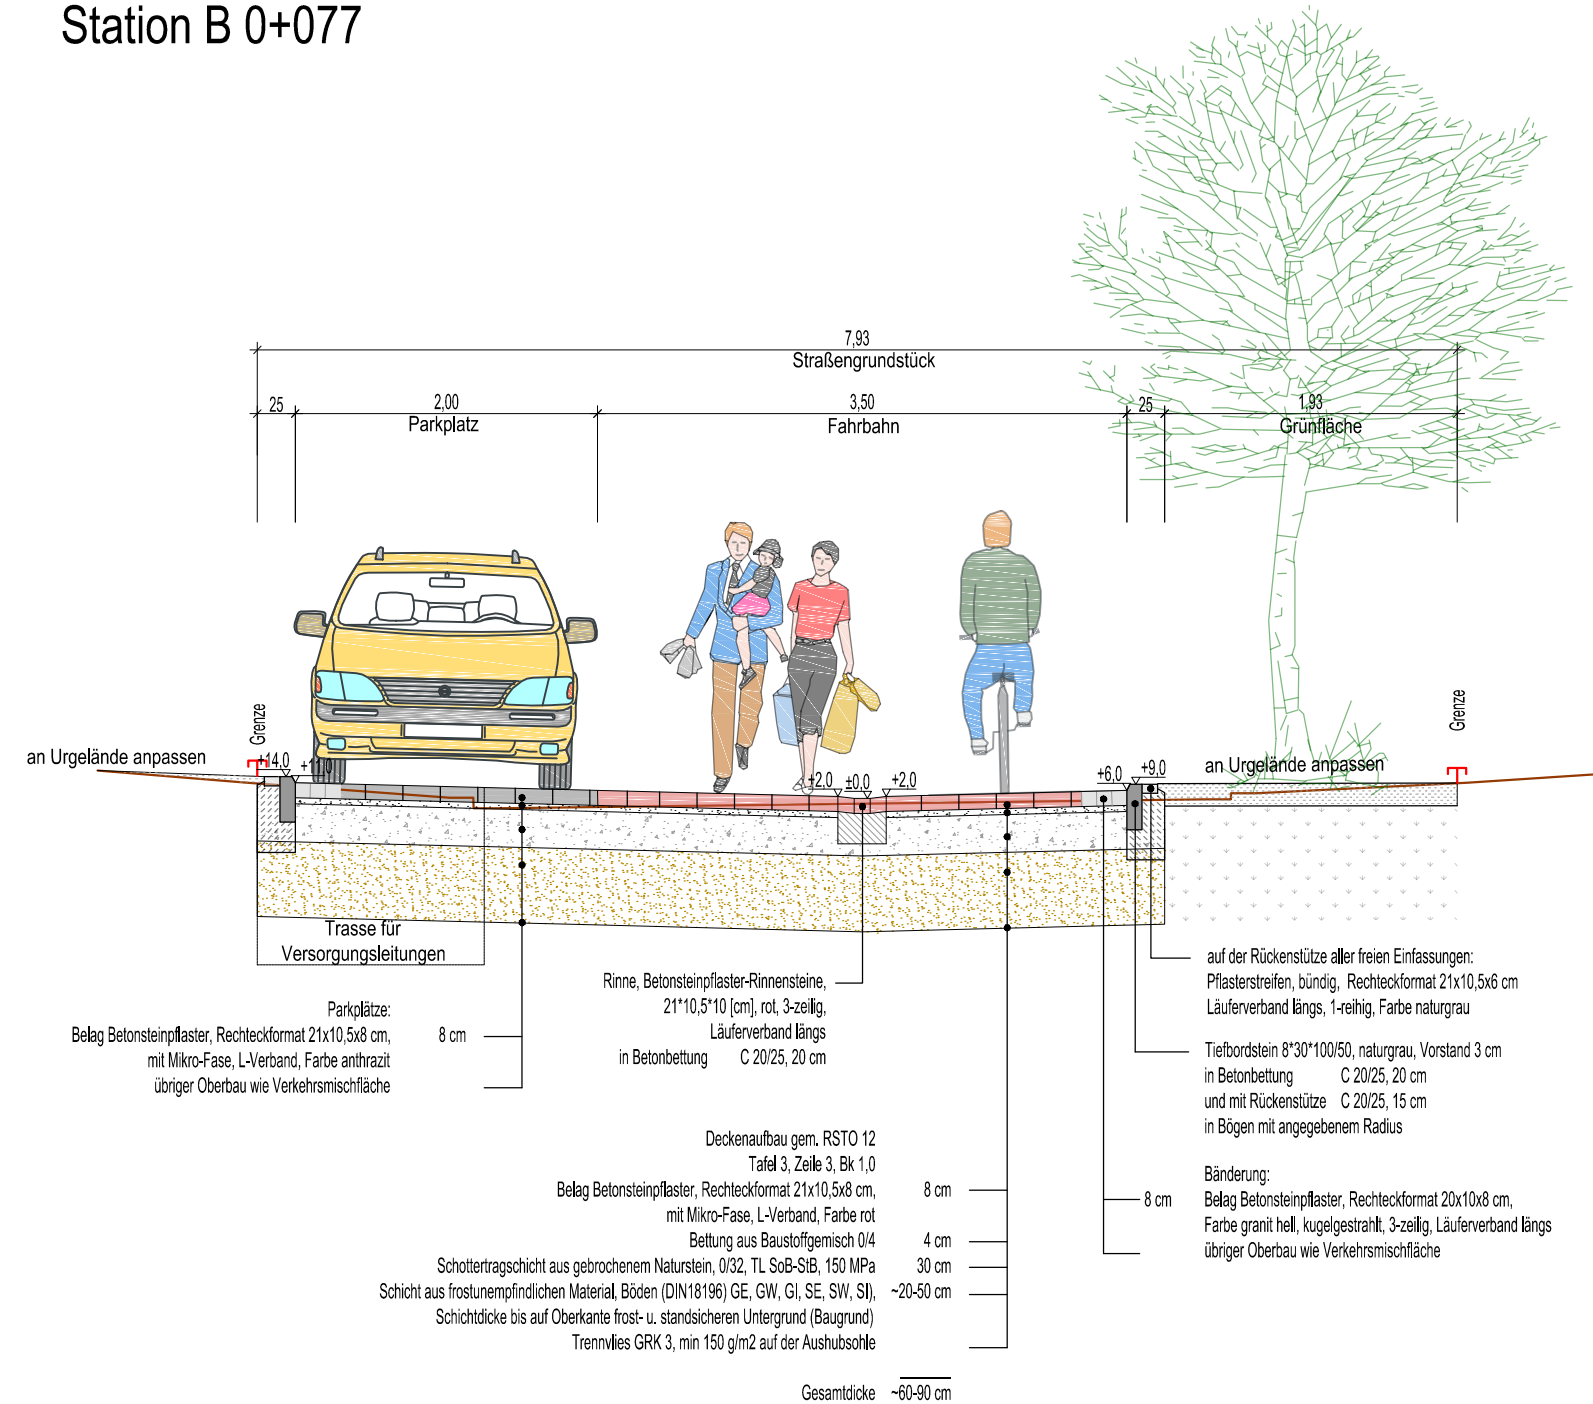 Station B 0+077
7,93
Straßengrundstück
25
2,00
3,50
25
1,93
Parkplatz
Fahrbahn
Grünfläche
Grenze
Grenze
an Urgelände anpassen
+14,0
+11,0
+2,0
±0,0
+2,0
+6,0
+9,0
an Urgelände anpassen
Trasse für
Versorgungsleitungen
Parkplätze:
Belag Betonsteinpflaster, Rechteckformat 21x10,5x8 cm, 8 cm
mit Mikro-Fase, L-Verband, Farbe anthrazit
übriger Oberbau wie Verkehrsmischfläche
Rinne, Betonsteinpflaster-Rinnensteine,
21*10,5*10 [cm], rot, 3-zeilig,
Läuferverband längs
in Betonbettung C 20/25, 20 cm
auf der Rückenstütze aller freien Einfassungen:
Pflasterstreifen, bündig, Rechteckformat 21x10,5x6 cm
Läuferverband längs, 1-reihig, Farbe naturgrau
Tiefbordstein 8*30*100/50, naturgrau, Vorstand 3 cm
in Betonbettung C 20/25, 20 cm
und mit Rückenstütze C 20/25, 15 cm
in Bögen mit angegebenem Radius
Bänderung:
8 cm Belag Betonsteinpflaster, Rechteckformat 20x10x8 cm,
Farbe granit hell, kugelgestrahlt, 3-zeilig, Läuferverband längs
übriger Oberbau wie Verkehrsmischfläche
Deckenaufbau gem. RSTO 12
Tafel 3, Zeile 3, Bk 1,0
Belag Betonsteinpflaster, Rechteckformat 21x10,5x8 cm, 8 cm
mit Mikro-Fase, L-Verband, Farbe rot
Bettung aus Baustoffgemisch 0/4 4 cm
Schottertragschicht aus gebrochenem Naturstein, 0/32, TL SoB-StB, 150 MPa 30 cm
Schicht aus frostunempfindlichen Material, Böden (DIN18196) GE, GW, GI, SE, SW, SI), ~20-50 cm
Schichtdicke bis auf Oberkante frost- u. standsicheren Untergrund (Baugrund)
Trennvlies GRK 3, min 150 g/m2 auf der Aushubsohle
Gesamtdicke ~60-90 cm